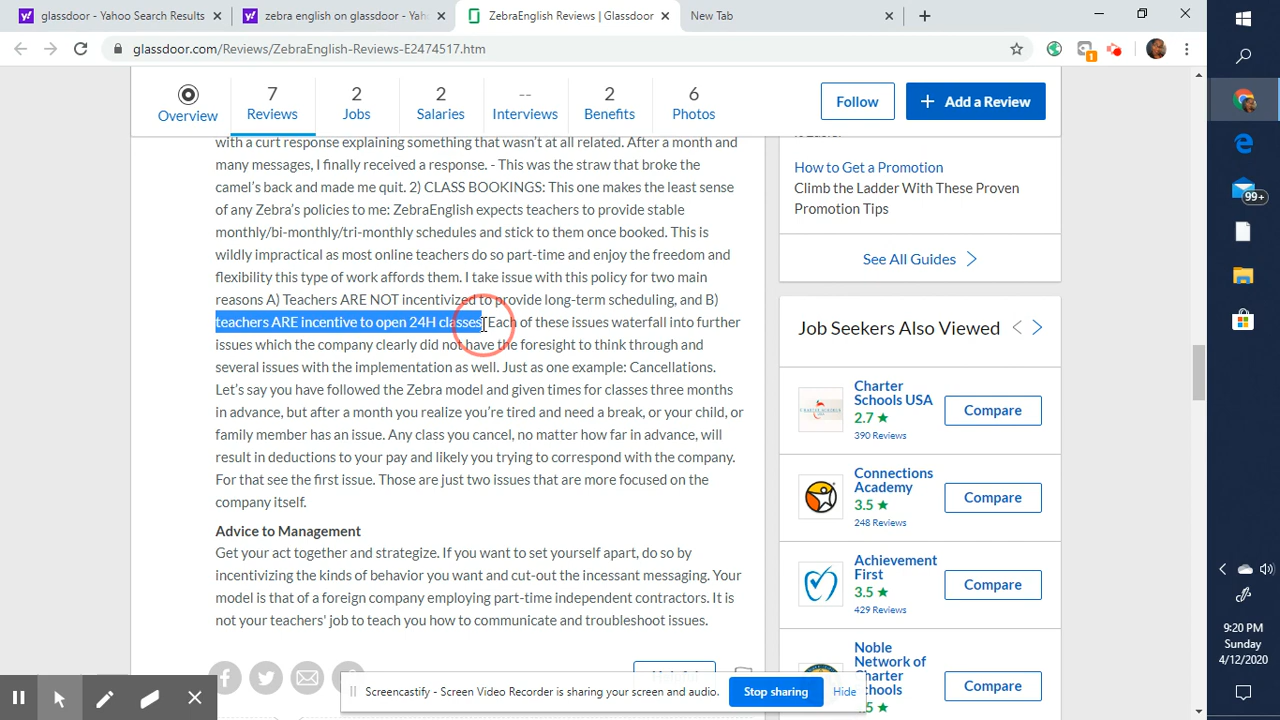 glassdoor - Yahoo Search Results
zebra english on glassdoor - Yah
ZebraEnglish Reviews | Glassdoor
New Tab
glassdoor.com/Reviews/ZebraEnglish-Reviews-E2474517.htm
1
Overview
7
Reviews
2
Jobs
2
Salaries
--
Interviews
2
Benefits
6
Photos
Follow
+ Add a Review
with a curt response explaining something that wasn't at all related. After a month and
many messages, I finally received a response. - This was the straw that broke the
camel's back and made me quit. 2) CLASS BOOKINGS: This one makes the least sense
of any Zebra's policies to me: ZebraEnglish expects teachers to provide stable
monthly/bi-monthly/tri-monthly schedules and stick to them once booked. This is
wildly impractical as most online teachers do so part-time and enjoy the freedom and
flexibility this type of work affords them. I take issue with this policy for two main
reasons A) Teachers ARE NOT incentivized to provide long-term scheduling, and B)
teachers ARE incentive to open 24H classes. Each of these issues waterfall into further
issues which the company clearly did not have the foresight to think through and
several issues with the implementation as well. Just as one example: Cancellations.
Let's say you have followed the Zebra model and given times for classes three months
in advance, but after a month you realize you're tired and need a break, or your child, or
family member has an issue. Any class you cancel, no matter how far in advance, will
result in deductions to your pay and likely you trying to correspond with the company.
For that see the first issue. Those are just two issues that are more focused on the
company itself.
Advice to Management
Get your act together and strategize. If you want to set yourself apart, do so by
incentivizing the kinds of behavior you want and cut-out the incessant messaging. Your
model is that of a foreign company employing part-time independent contractors. It is
not your teachers' job to teach you how to communicate and troubleshoot issues.
How to Get a Promotion
Climb the Ladder With These Proven
Promotion Tips
See All Guides
Job Seekers Also Viewed
Charter
Schools USA
2.7 ★
390 Reviews
Compare
Connections
Academy
3.5 ★
248 Reviews
Compare
Achievement
First
3.5 ★
429 Reviews
Compare
Noble
Network of
Charter
Schools
Compare
Screencastify - Screen Video Recorder is sharing your screen and audio.
Stop sharing
Hide
99+
9:20 PM
Sunday
4/12/2020